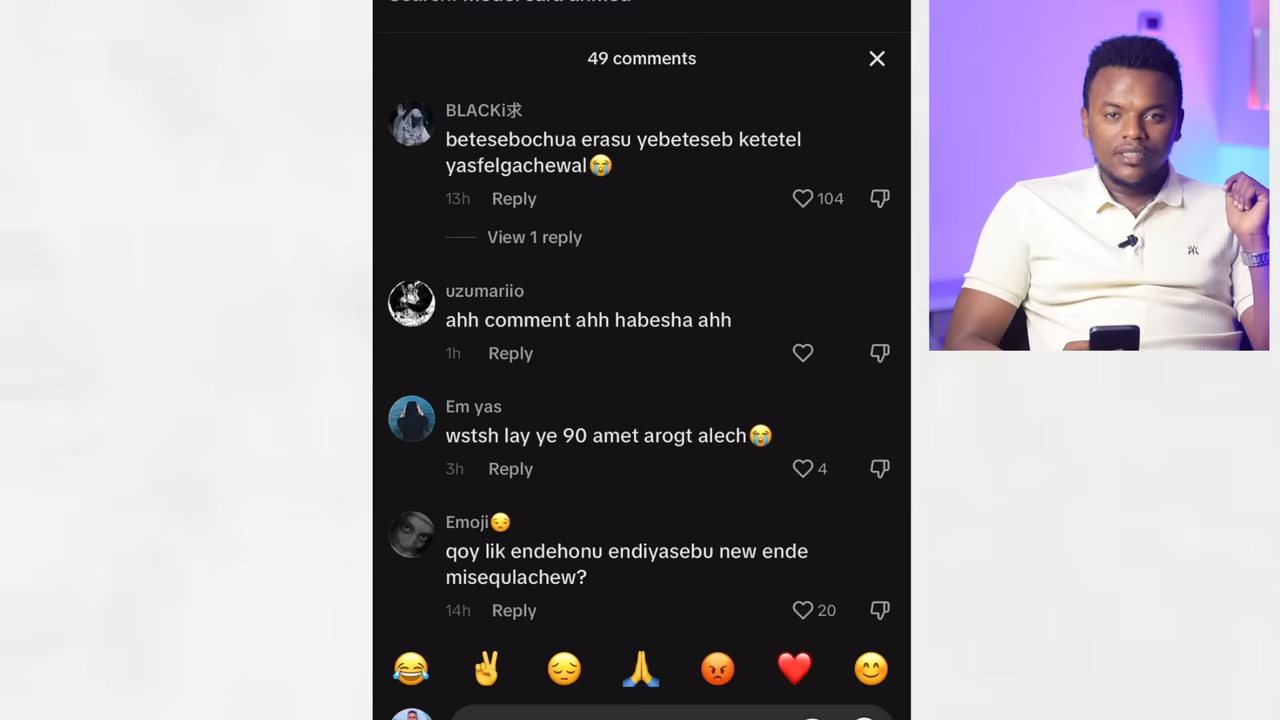 49 comments
BLACKi求
betesebochua erasu yebeteseb ketetel
yasfelgachewal😭
13h Reply 104
View 1 reply
uzumariio
ahh comment ahh habesha ahh
1h Reply
Em yas
wstsh lay ye 90 amet arogt alech😭
3h Reply 4
Emoji😒
qoy lik endehonu endiyasebu new ende
misequlachew?
14h Reply 20